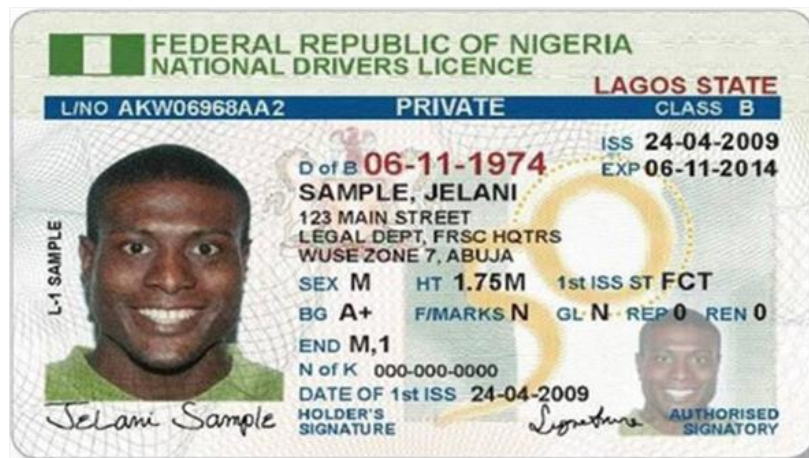 FEDERAL REPUBLIC OF NIGERIA
NATIONAL DRIVERS LICENCE
LAGOS STATE
L/NO AKW06968AA2 PRIVATE CLASS B
ISS 24-04-2009
D of B 06-11-1974 EXP 06-11-2014
SAMPLE, JELANI
123 MAIN STREET
LEGAL DEPT, FRSC HQTRS
WUSE ZONE 7, ABUJA
L-1 SAMPLE
SEX M HT 1.75M 1st ISS ST FCT
BG A+ F/MARKS N GL N REP 0 REN 0
END M,1
N of K 000-000-0000
DATE OF 1st ISS 24-04-2009
Jelani Sample HOLDER'S SIGNATURE Signature AUTHORISED SIGNATORY